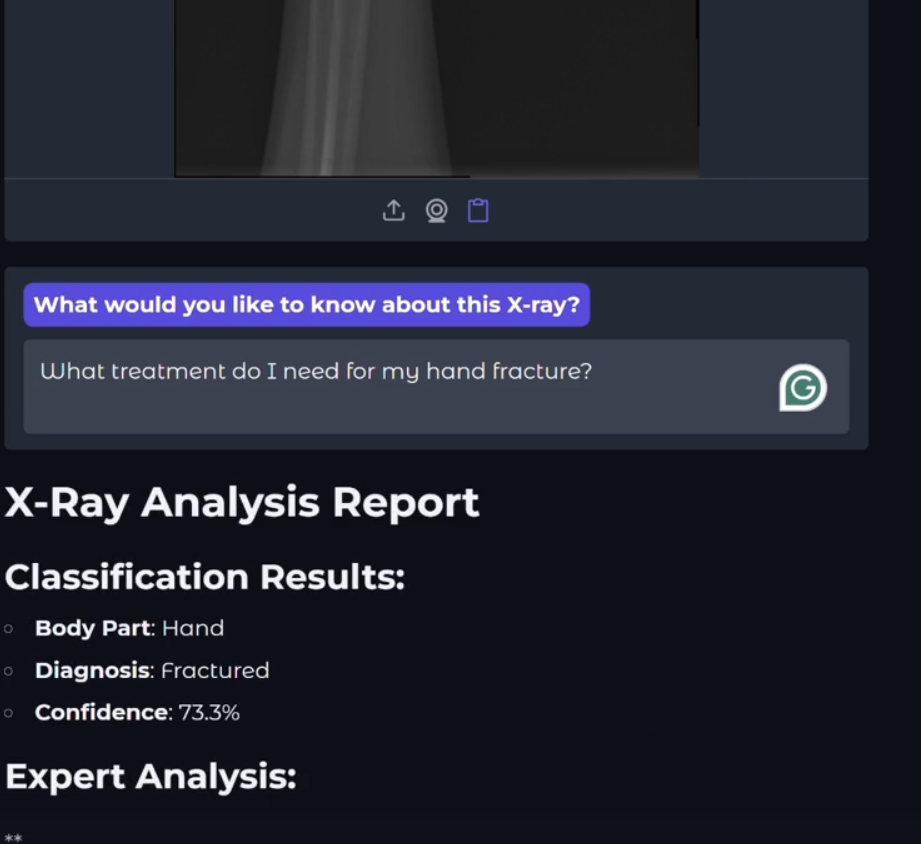 What would you like to know about this X-ray?
What treatment do I need for my hand fracture?
X-Ray Analysis Report
Classification Results:
Body Part: Hand
Diagnosis: Fractured
Confidence: 73.3%
Expert Analysis:
**